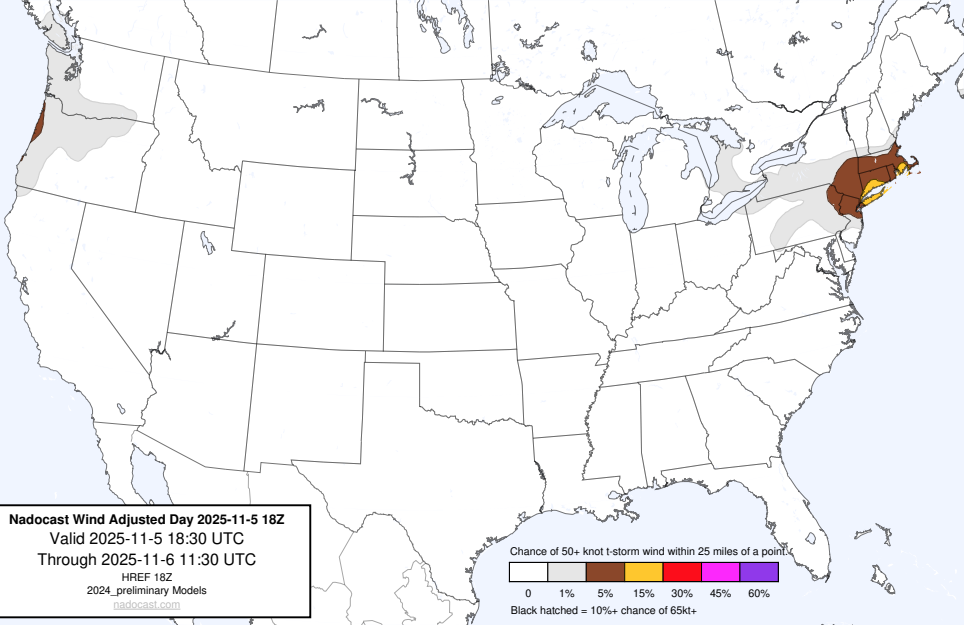 Nadocast Wind Adjusted Day 2025-11-5 18Z
Valid 2025-11-5 18:30 UTC
Through 2025-11-6 11:30 UTC
HREF 18Z
2024_preliminary Models
nadocast.com
Chance of 50+ knot t-storm wind within 25 miles of a point.
0 1% 5% 15% 30% 45% 60%
Black hatched = 10%+ chance of 65kt+